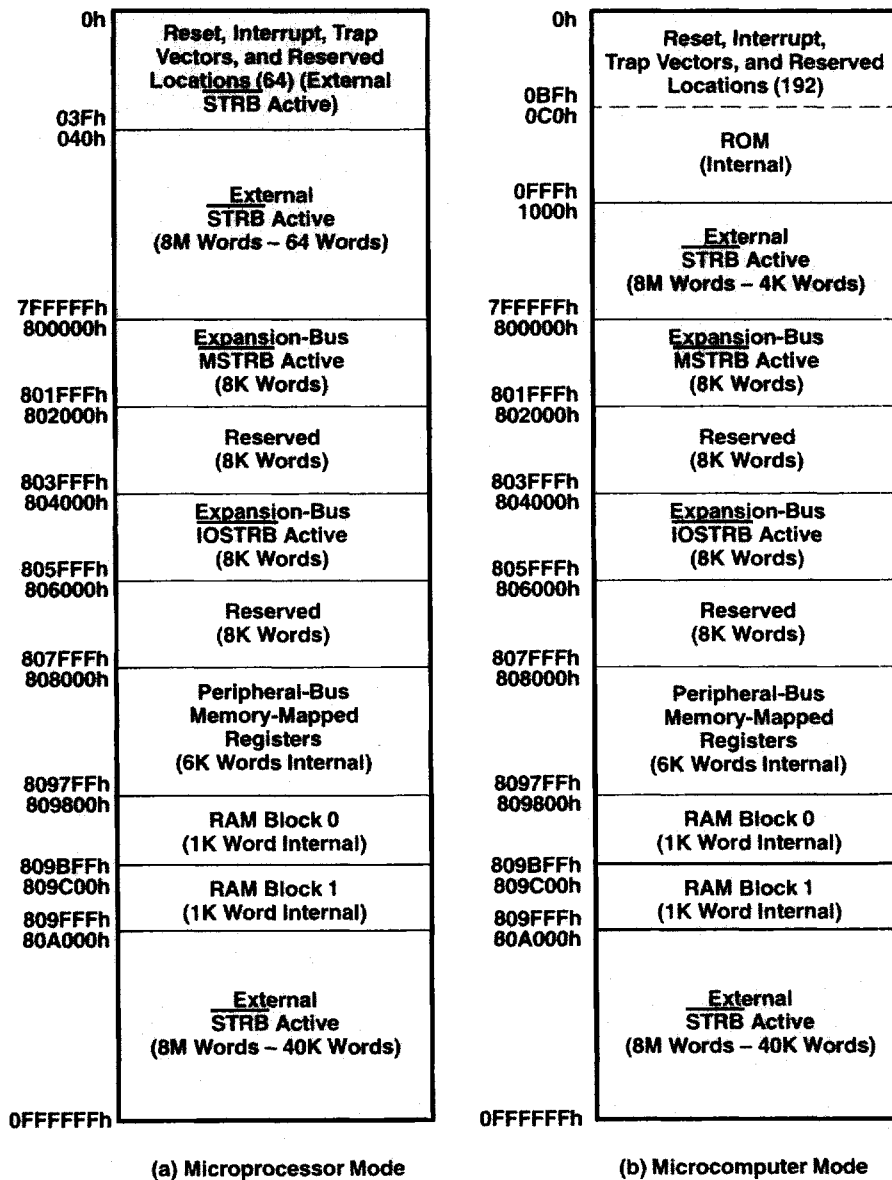 0h
Reset, Interrupt, Trap
Vectors, and Reserved
Locations (64) (External
STRB Active)
03Fh
040h
External
STRB Active
(8M Words – 64 Words)
7FFFFFh
800000h
Expansion-Bus
MSTRB Active
(8K Words)
801FFFh
802000h
Reserved
(8K Words)
803FFFh
804000h
Expansion-Bus
IOSTRB Active
(8K Words)
805FFFh
806000h
Reserved
(8K Words)
807FFFh
808000h
Peripheral-Bus
Memory-Mapped
Registers
(6K Words Internal)
8097FFh
809800h
RAM Block 0
(1K Word Internal)
809BFFh
809C00h
RAM Block 1
(1K Word Internal)
809FFFh
80A000h
External
STRB Active
(8M Words – 40K Words)
0FFFFFFh
(a) Microprocessor Mode
0h
Reset, Interrupt,
Trap Vectors, and Reserved
Locations (192)
0BFh
0C0h
ROM
(Internal)
0FFFh
1000h
External
STRB Active
(8M Words – 4K Words)
7FFFFFh
800000h
Expansion-Bus
MSTRB Active
(8K Words)
801FFFh
802000h
Reserved
(8K Words)
803FFFh
804000h
Expansion-Bus
IOSTRB Active
(8K Words)
805FFFh
806000h
Reserved
(8K Words)
807FFFh
808000h
Peripheral-Bus
Memory-Mapped
Registers
(6K Words Internal)
8097FFh
809800h
RAM Block 0
(1K Word Internal)
809BFFh
809C00h
RAM Block 1
(1K Word Internal)
809FFFh
80A000h
External
STRB Active
(8M Words – 40K Words)
0FFFFFFh
(b) Microcomputer Mode